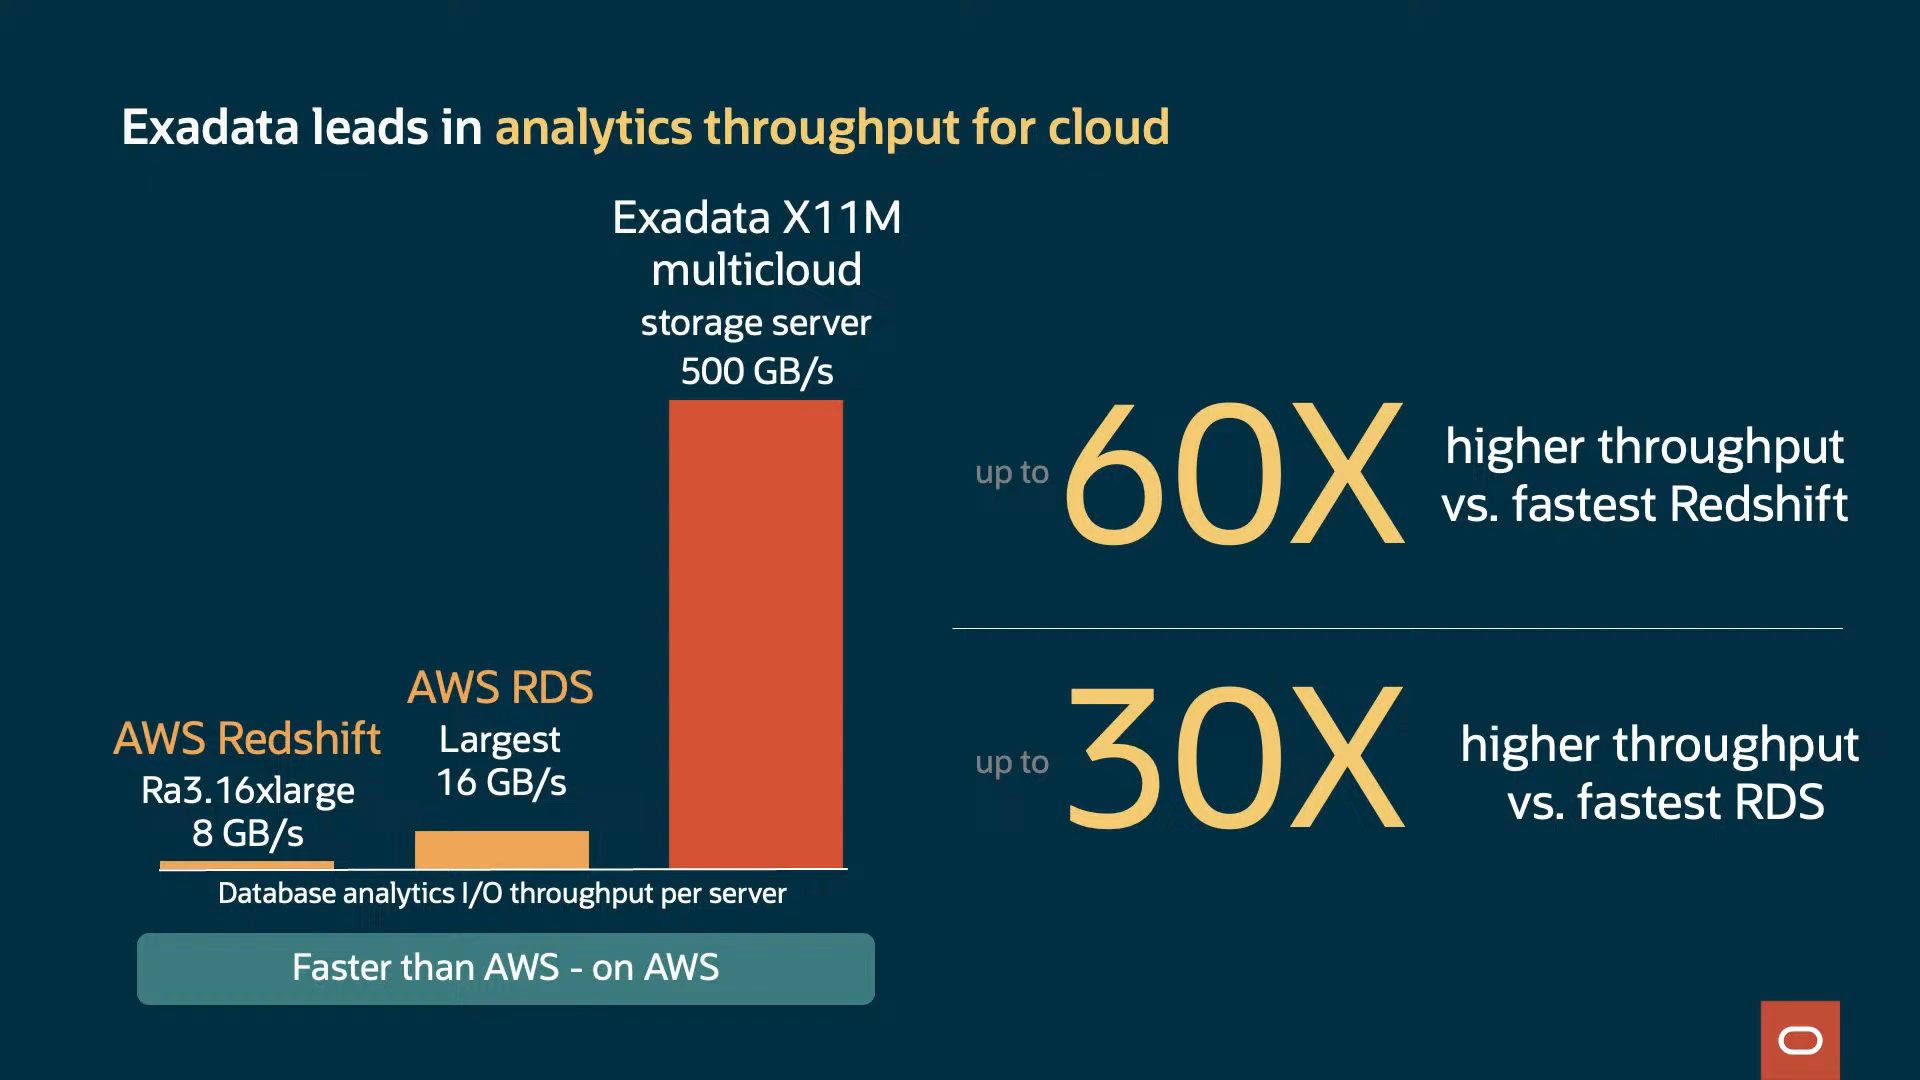 Exadata leads in analytics throughput for cloud
Exadata X11M
multicloud
storage server
500 GB/s
AWS RDS
Largest
16 GB/s
AWS Redshift
Ra3.16xlarge
8 GB/s
Database analytics I/O throughput per server
Faster than AWS - on AWS
up to 60X higher throughput
vs. fastest Redshift
up to 30X higher throughput
vs. fastest RDS